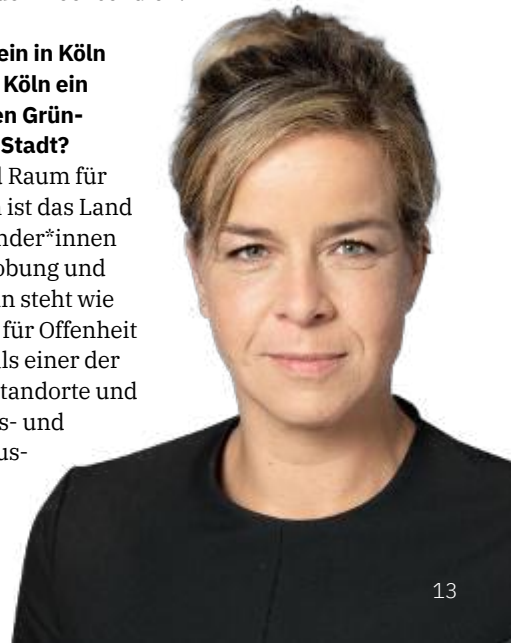 ein in Köln
Köln ein
en Grün-
Stadt?
Raum für
ist das Land
nder*innen
obung und
n steht wie
für Offenheit
ls einer der
tandorte und
s- und
us-
13